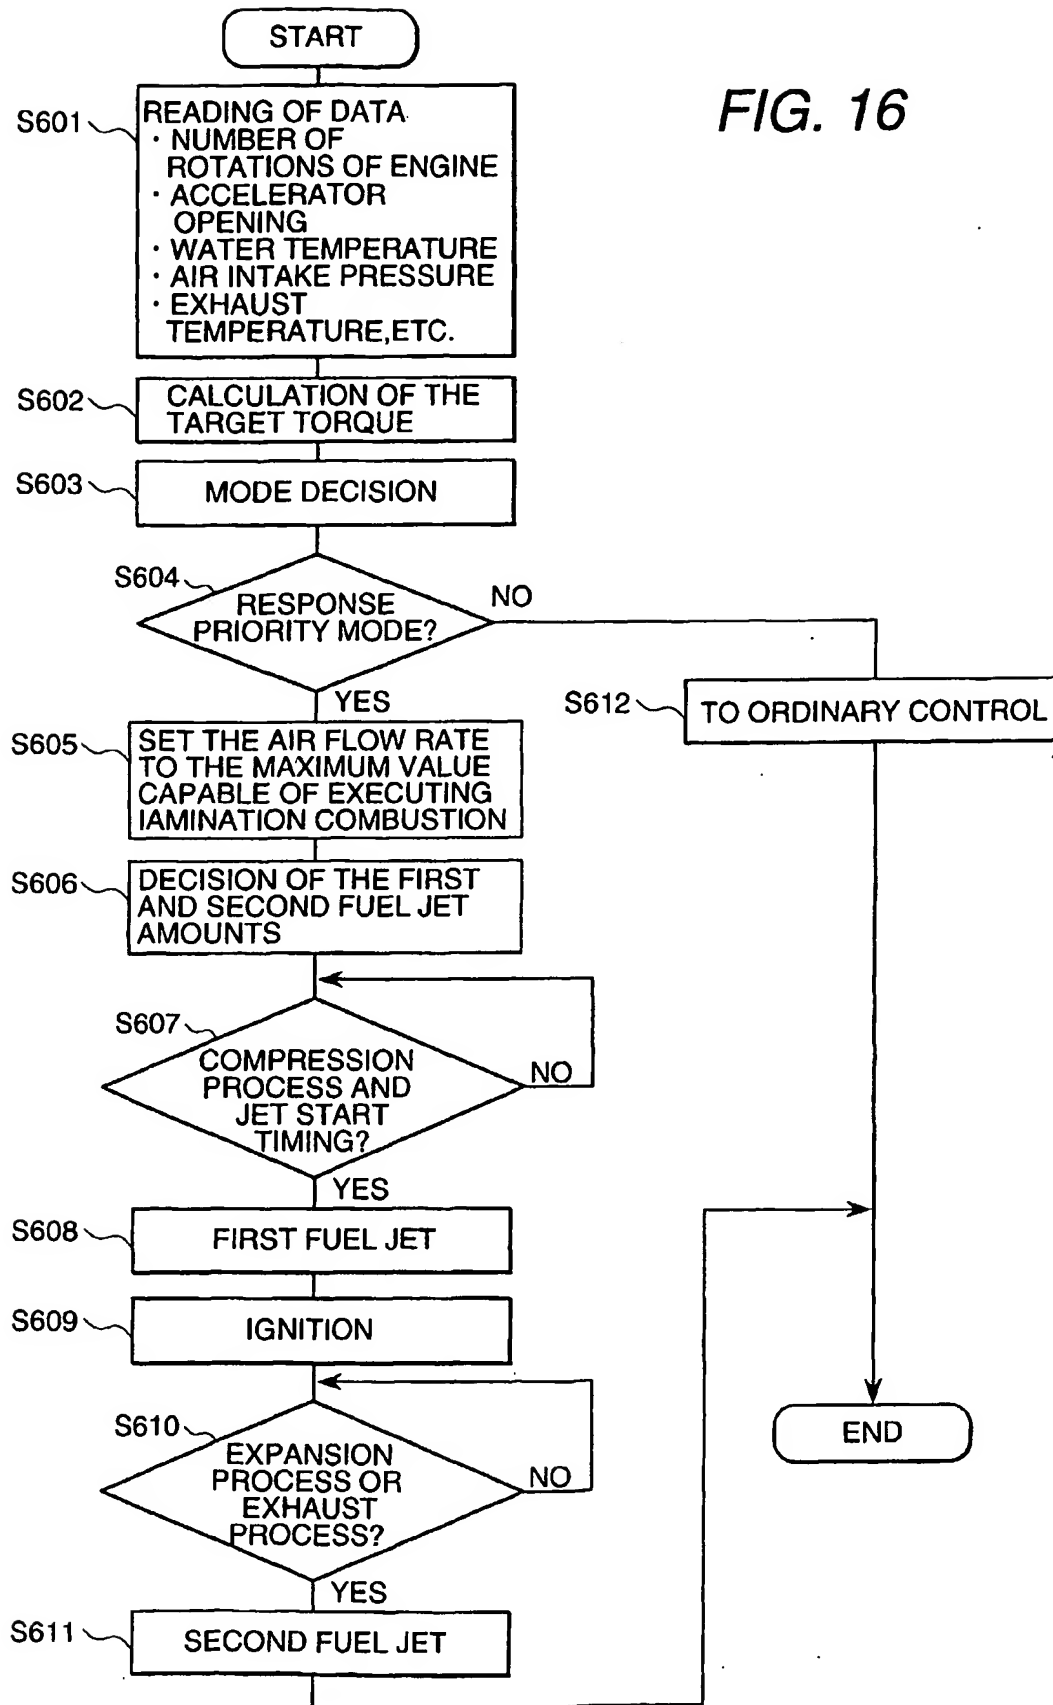 START
FIG. 16
S601
READING OF DATA
· NUMBER OF
ROTATIONS OF ENGINE
· ACCELERATOR
OPENING
· WATER TEMPERATURE
· AIR INTAKE PRESSURE
· EXHAUST
TEMPERATURE,ETC.
S602
CALCULATION OF THE
TARGET TORQUE
S603
MODE DECISION
S604
RESPONSE
PRIORITY MODE?
NO
YES
S612
TO ORDINARY CONTROL
S605
SET THE AIR FLOW RATE
TO THE MAXIMUM VALUE
CAPABLE OF EXECUTING
IAMINATION COMBUSTION
S606
DECISION OF THE FIRST
AND SECOND FUEL JET
AMOUNTS
S607
COMPRESSION
PROCESS AND
JET START
TIMING?
NO
YES
S608
FIRST FUEL JET
S609
IGNITION
S610
EXPANSION
PROCESS OR
EXHAUST
PROCESS?
NO
YES
END
S611
SECOND FUEL JET